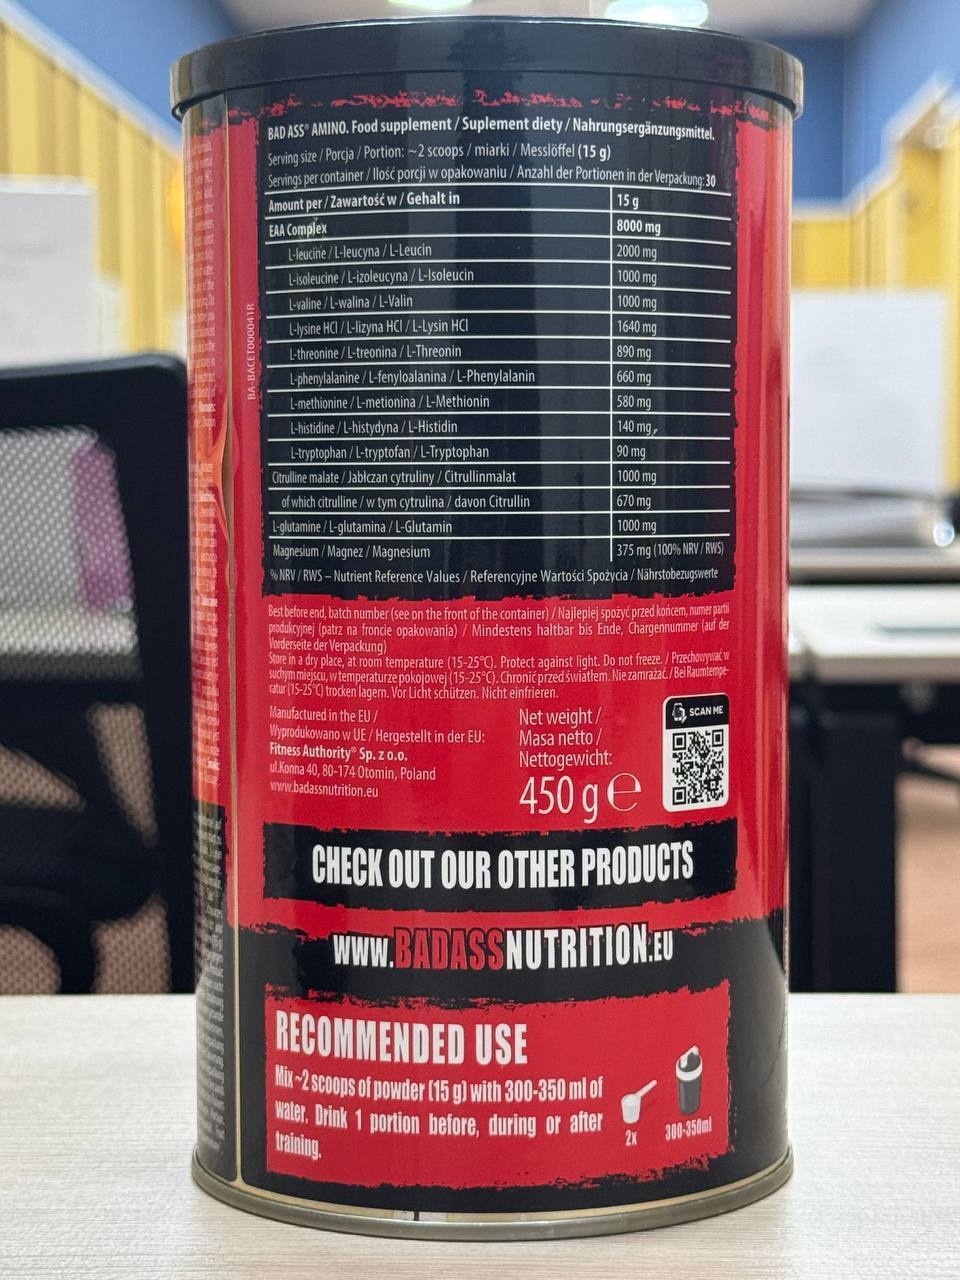 BAD ASS® AMINO. Food supplement / Suplement diety / Nahrungsergänzungsmittel.
Serving size / Porcja / Portion: ~2 scoops / miarki / Messlöffel (15 g)
Servings per container / Ilość porcji w opakowaniu / Anzahl der Portionen in der Verpackung: 30
Amount per / Zawartość w / Gehalt in 15 g
EAA Complex 8000 mg
L-leucine / L-leucyna / L-Leucin 2000 mg
L-isoleucine / L-izoleucyna / L-Isoleucin 1000 mg
L-valine / L-walina / L-Valin 1000 mg
L-lysine HCl / L-lizyna HCl / L-Lysin HCl 1640 mg
L-threonine / L-treonina / L-Threonin 890 mg
L-phenylalanine / L-fenyloalanina / L-Phenylalanin 660 mg
L-methionine / L-metionina / L-Methionin 580 mg
L-histidine / L-histydyna / L-Histidin 140 mg
L-tryptophan / L-tryptofan / L-Tryptophan 90 mg
Citrulline malate / Jabłczan cytruliny / Citrullinmalat 1000 mg
of which citrulline / w tym cytrulina / davon Citrullin 670 mg
L-glutamine / L-glutamina / L-Glutamin 1000 mg
Magnesium / Magnez / Magnesium 375 mg (100% NRV / RWS)
% NRV / RWS – Nutrient Reference Values / Referencyjne Wartości Spożycia / Nährstobezugswerte
BA-BACET000041R
Best before end, batch number (see on the front of the container) / Najlepiej spożyć przed końcem, numer partii
produkcyjnej (patrz na froncie opakowania) / Mindestens haltbar bis Ende, Chargennummer (auf der
Vorderseite der Verpackung)
Store in a dry place, at room temperature (15-25°C). Protect against light. Do not freeze. / Przechowywać w
suchym miejscu, w temperaturze pokojowej (15-25°C). Chronić przed światłem. Nie zamrażać. / Bei Raumtempe-
ratur (15-25°C) trocken lagern. Vor Licht schützen. Nicht einfrieren.
Manufactured in the EU /
Wyprodukowano w UE / Hergestellt in der EU:
Fitness Authority® Sp. z o.o.
ul.Konna 40, 80-174 Otomin, Poland
www.badassnutrition.eu
Net weight /
Masa netto /
Nettogewicht:
450 g e
SCAN ME
CHECK OUT OUR OTHER PRODUCTS
WWW.BADASSNUTRITION.EU
RECOMMENDED USE
Mix ~2 scoops of powder (15 g) with 300-350 ml of
water. Drink 1 portion before, during or after
training.
2x
300-350ml